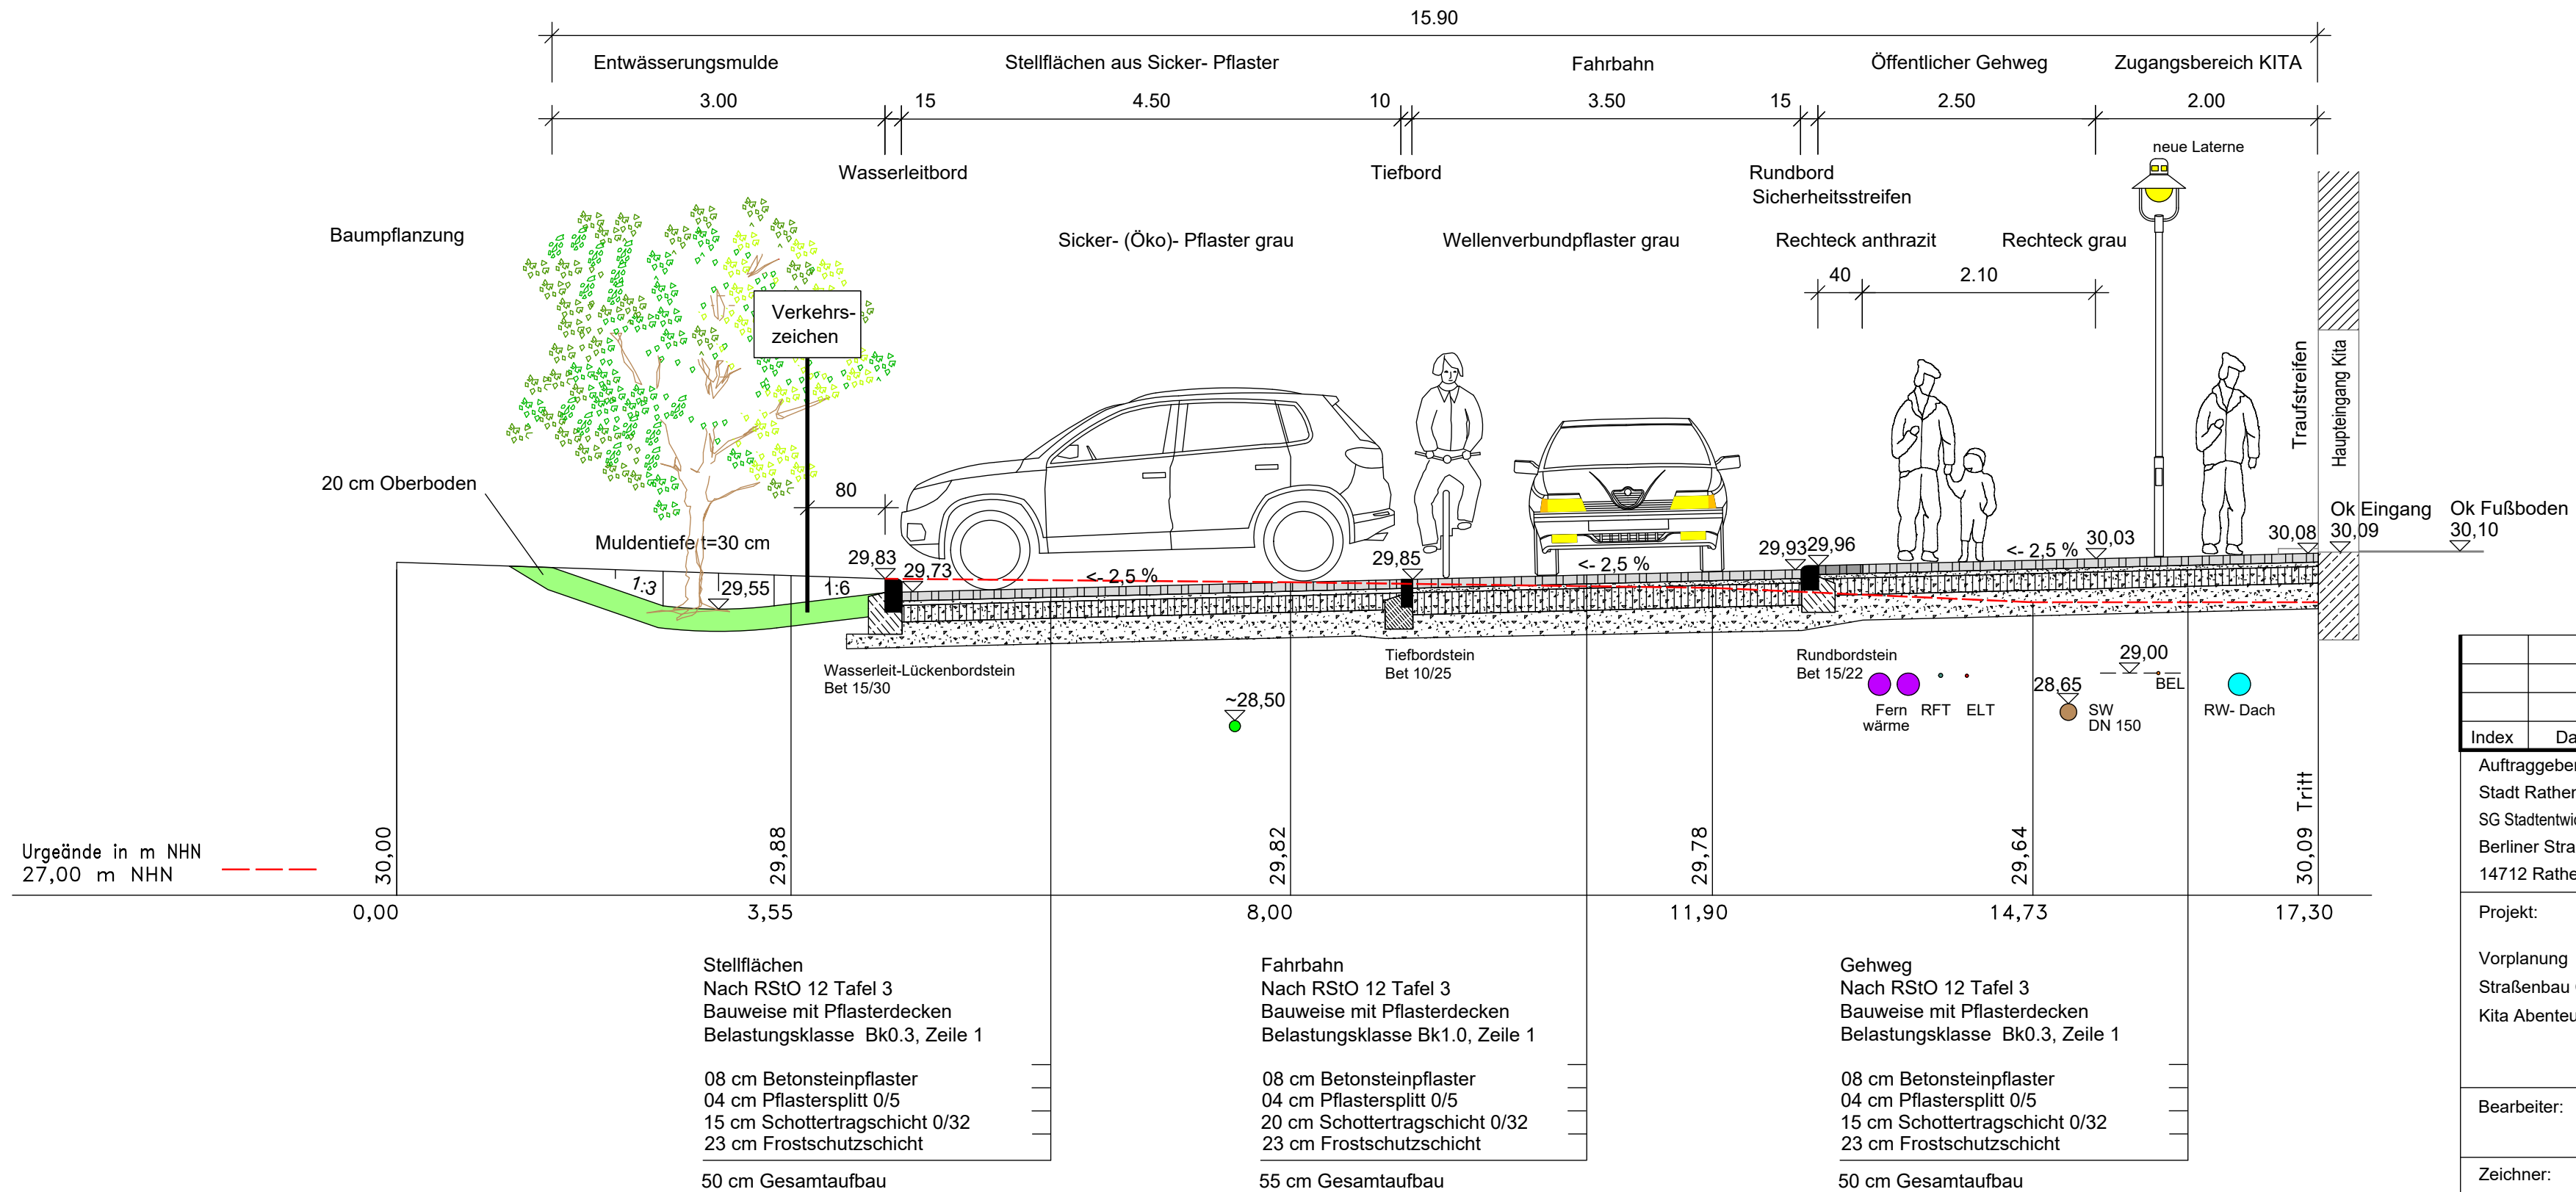 15.90
Entwässerungsmulde
Stellflächen aus Sicker- Pflaster
Fahrbahn
Öffentlicher Gehweg
Zugangsbereich KITA
3.00
15
4.50
10
3.50
15
2.50
2.00
neue Laterne
Wasserleitbord
Tiefbord
Rundbord
Sicherheitsstreifen
Baumpflanzung
Sicker- (Öko)- Pflaster grau
Wellenverbundpflaster grau
Rechteck anthrazit
Rechteck grau
40
2.10
Verkehrs-
zeichen
Traufstreifen
Haupteingang Kita
20 cm Oberboden
80
Muldentiefe t=30 cm
Ok Eingang
30,09
Ok Fußboden
30,10
1:3
29,55
1:6
29,83
29,73
<- 2,5 %
29,85
<- 2,5 %
29,93
29,96
<- 2,5 %
30,03
30,08
Wasserleit-Lückenbordstein
Bet 15/30
Tiefbordstein
Bet 10/25
Rundbordstein
Bet 15/22
~28,50
Fern
wärme
RFT
ELT
28,65
SW
DN 150
29,00
BEL
RW- Dach
Urgeände in m NHN
27,00 m NHN
30,00
29,88
29,82
29,78
29,64
30,09 Tritt
0,00
3,55
8,00
11,90
14,73
17,30
Stellflächen
Nach RStO 12 Tafel 3
Bauweise mit Pflasterdecken
Belastungsklasse Bk0.3, Zeile 1
08 cm Betonsteinpflaster
04 cm Pflastersplitt 0/5
15 cm Schottertragschicht 0/32
23 cm Frostschutzschicht
50 cm Gesamtaufbau
Fahrbahn
Nach RStO 12 Tafel 3
Bauweise mit Pflasterdecken
Belastungsklasse Bk1.0, Zeile 1
08 cm Betonsteinpflaster
04 cm Pflastersplitt 0/5
20 cm Schottertragschicht 0/32
23 cm Frostschutzschicht
55 cm Gesamtaufbau
Gehweg
Nach RStO 12 Tafel 3
Bauweise mit Pflasterdecken
Belastungsklasse Bk0.3, Zeile 1
08 cm Betonsteinpflaster
04 cm Pflastersplitt 0/5
15 cm Schottertragschicht 0/32
23 cm Frostschutzschicht
50 cm Gesamtaufbau
Index
Auftraggeber
Stadt
SG
Berliner
14712
Projekt:
Vorplanung
Straßenbau
Kita
Bearbeiter:
Zeichner: